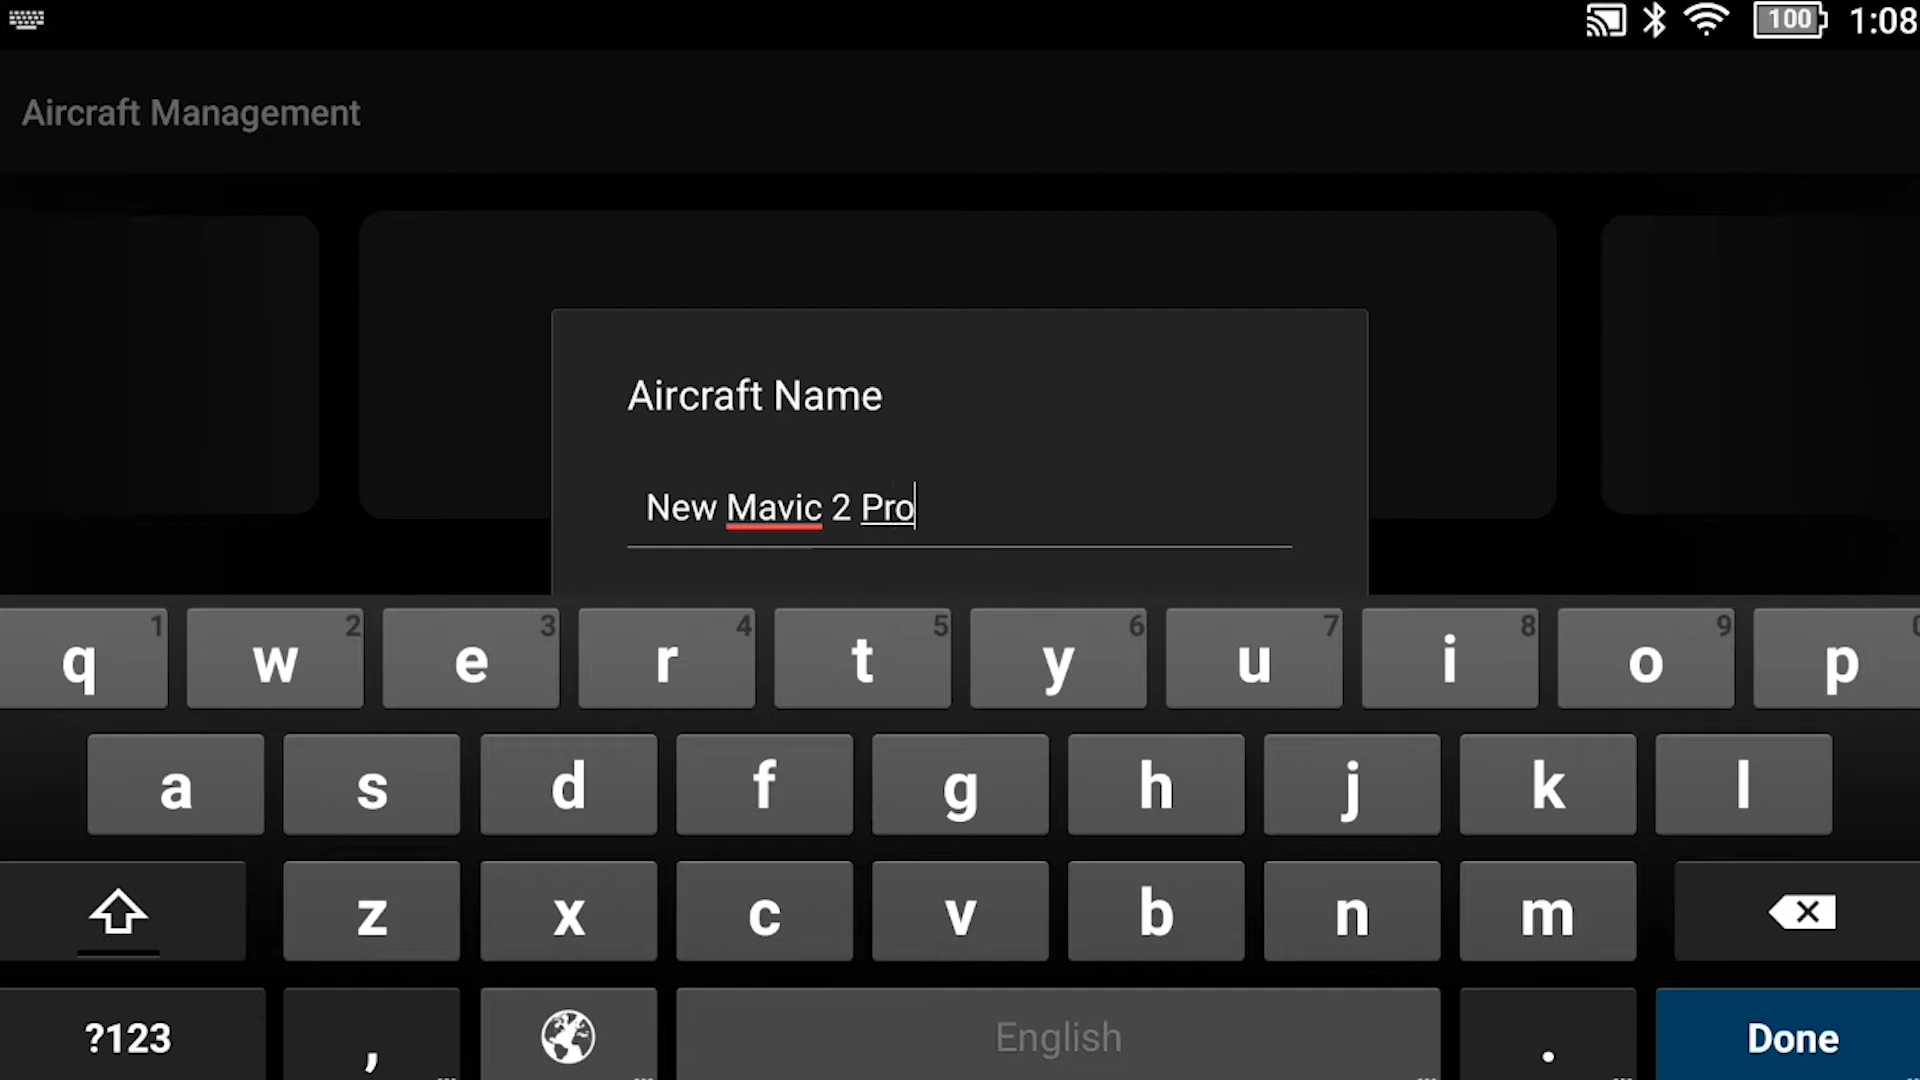 100 1:08
Aircraft Management
Aircraft Name
New Mavic 2 Pro
q 1 w 2 e 3 r 4 t 5 y 6 u 7 i 8 o 9 p 0
a s d f g h j k l
z x c v b n m
?123 , English . Done